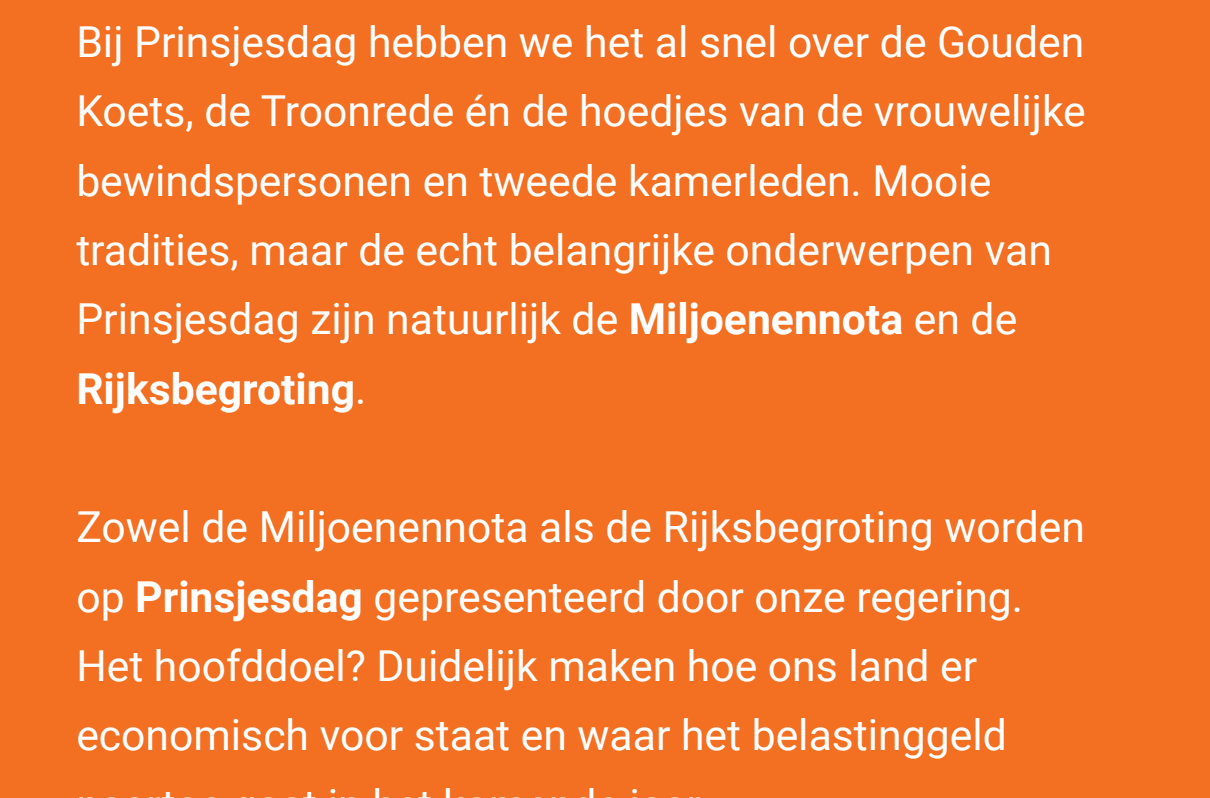 Bij Prinsjesdag hebben we het al snel over de Gouden
Koets, de Troonrede én de hoedjes van de vrouwelijke
bewindspersonen en tweede kamerleden. Mooie
tradities, maar de echt belangrijke onderwerpen van
Prinsjesdag zijn natuurlijk de Miljoenennota en de
Rijksbegroting.
Zowel de Miljoenennota als de Rijksbegroting worden
op Prinsjesdag gepresenteerd door onze regering.
Het hoofddoel? Duidelijk maken hoe ons land er
economisch voor staat en waar het belastinggeld